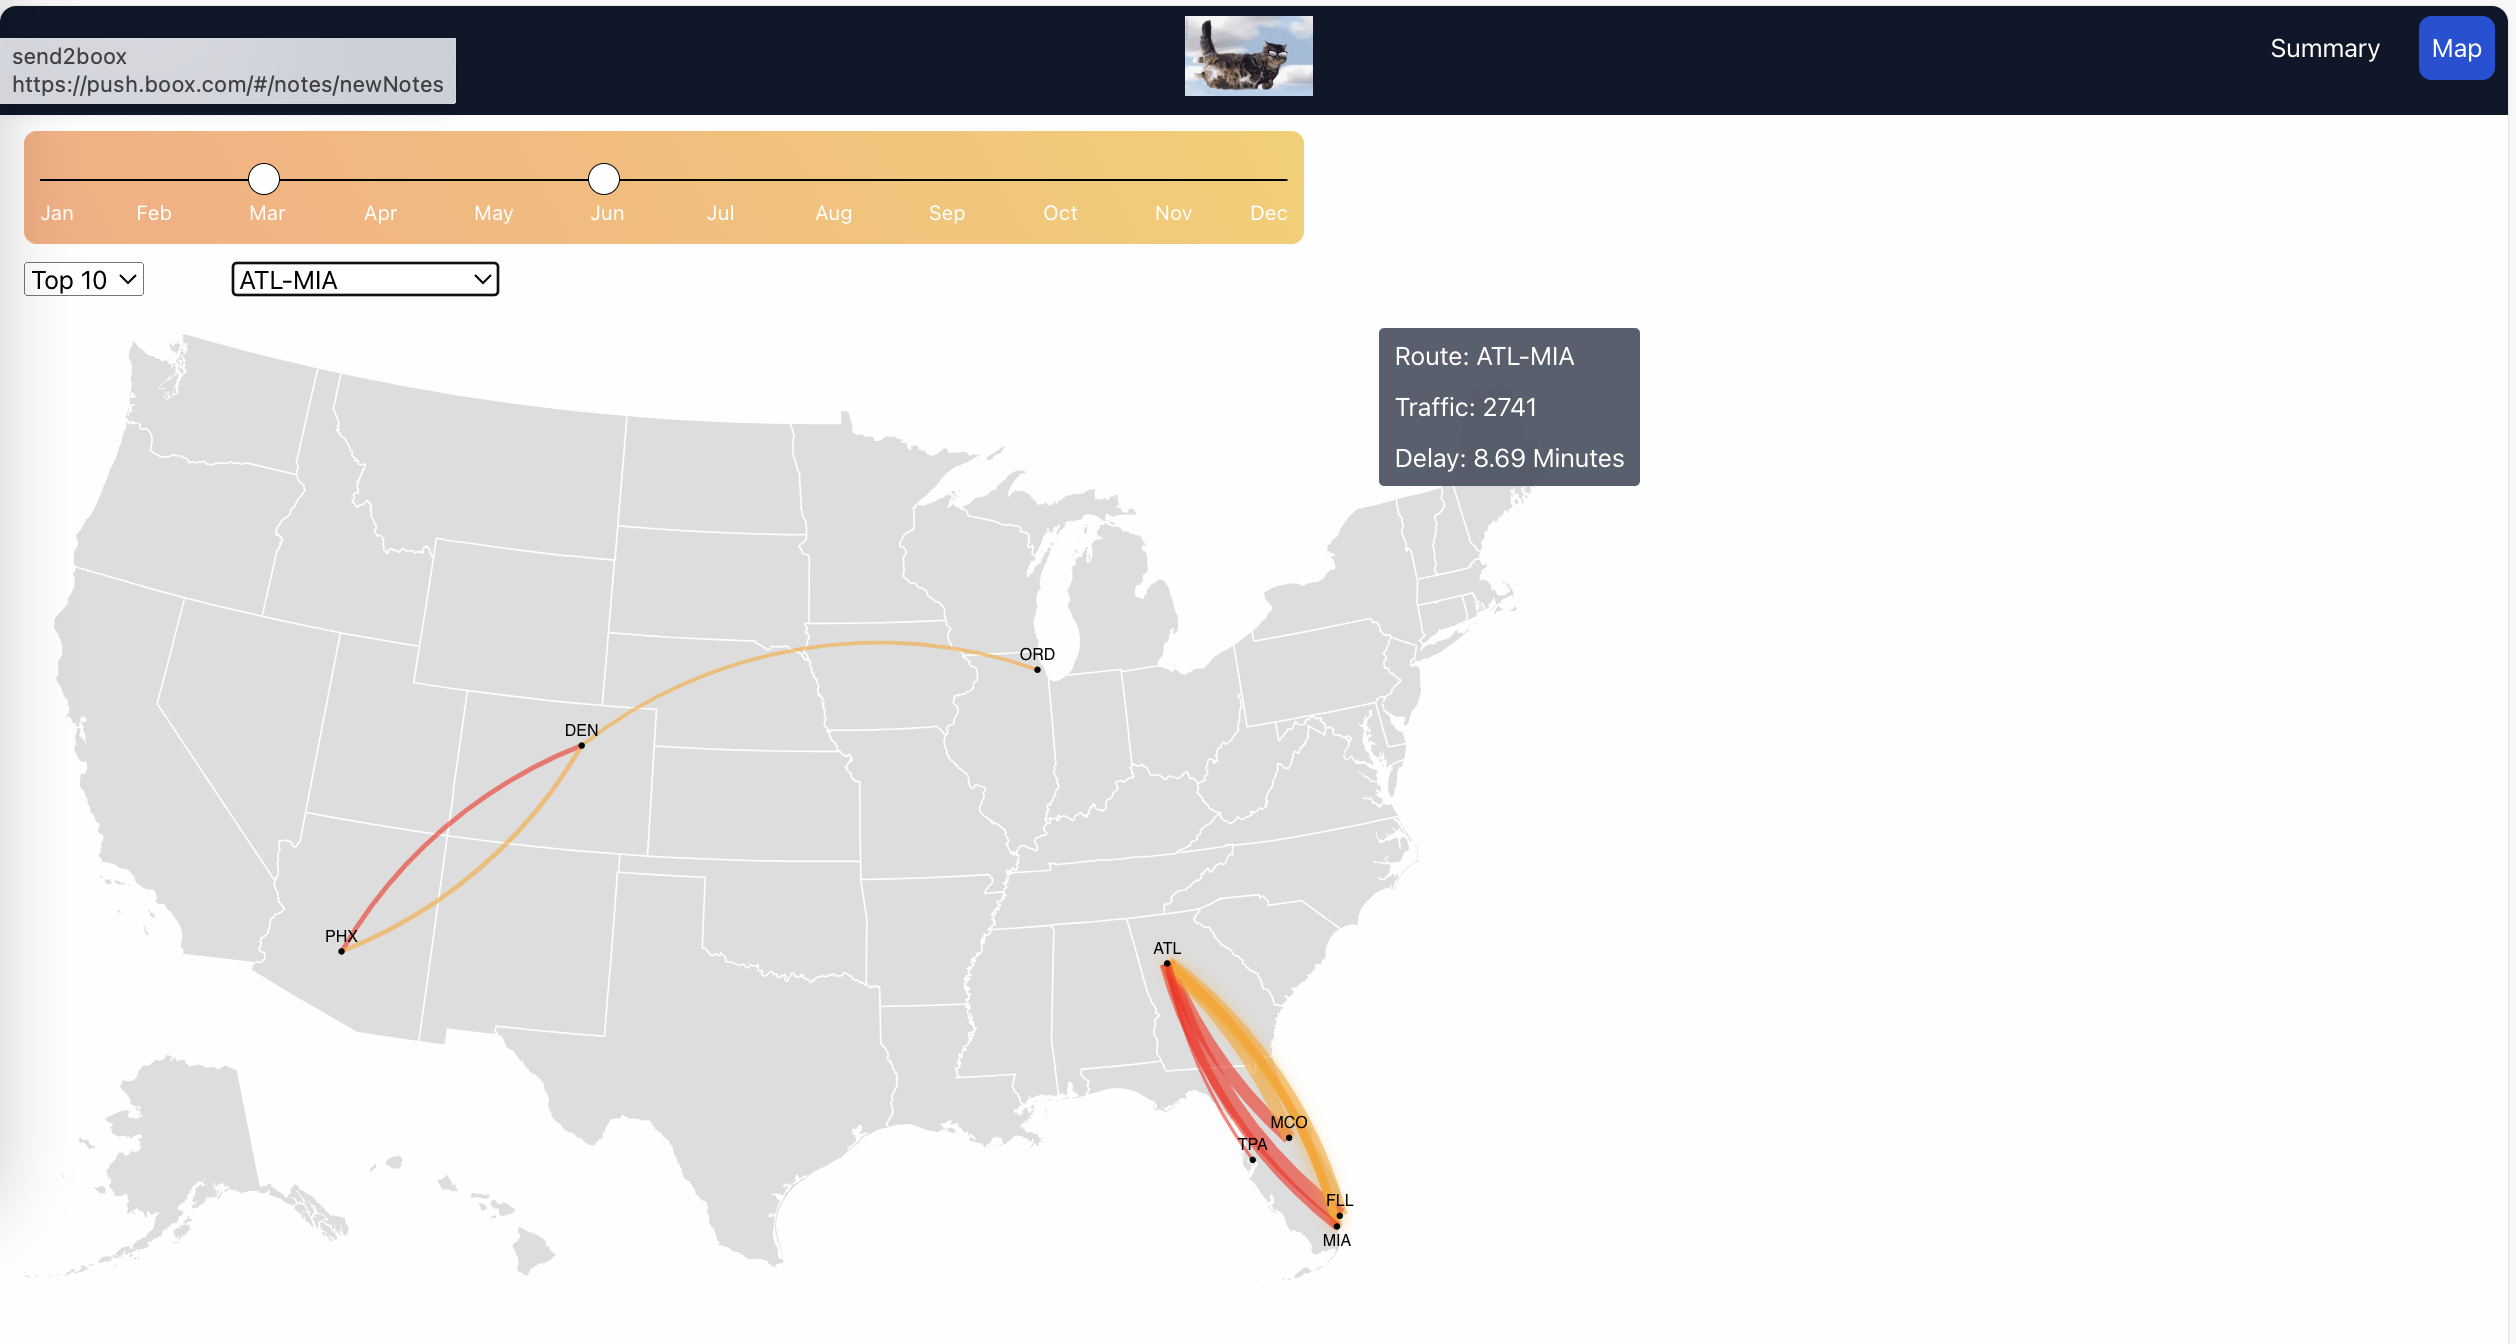 send2boox
https://push.boox.com/#/notes/newNotes
Summary
Map
Jan Feb Mar Apr May Jun Jul Aug Sep Oct Nov Dec
Top 10
ATL-MIA
Route: ATL-MIA
Traffic: 2741
Delay: 8.69 Minutes
ORD
DEN
PHX
ATL
MCO
TPA
FLL
MIA